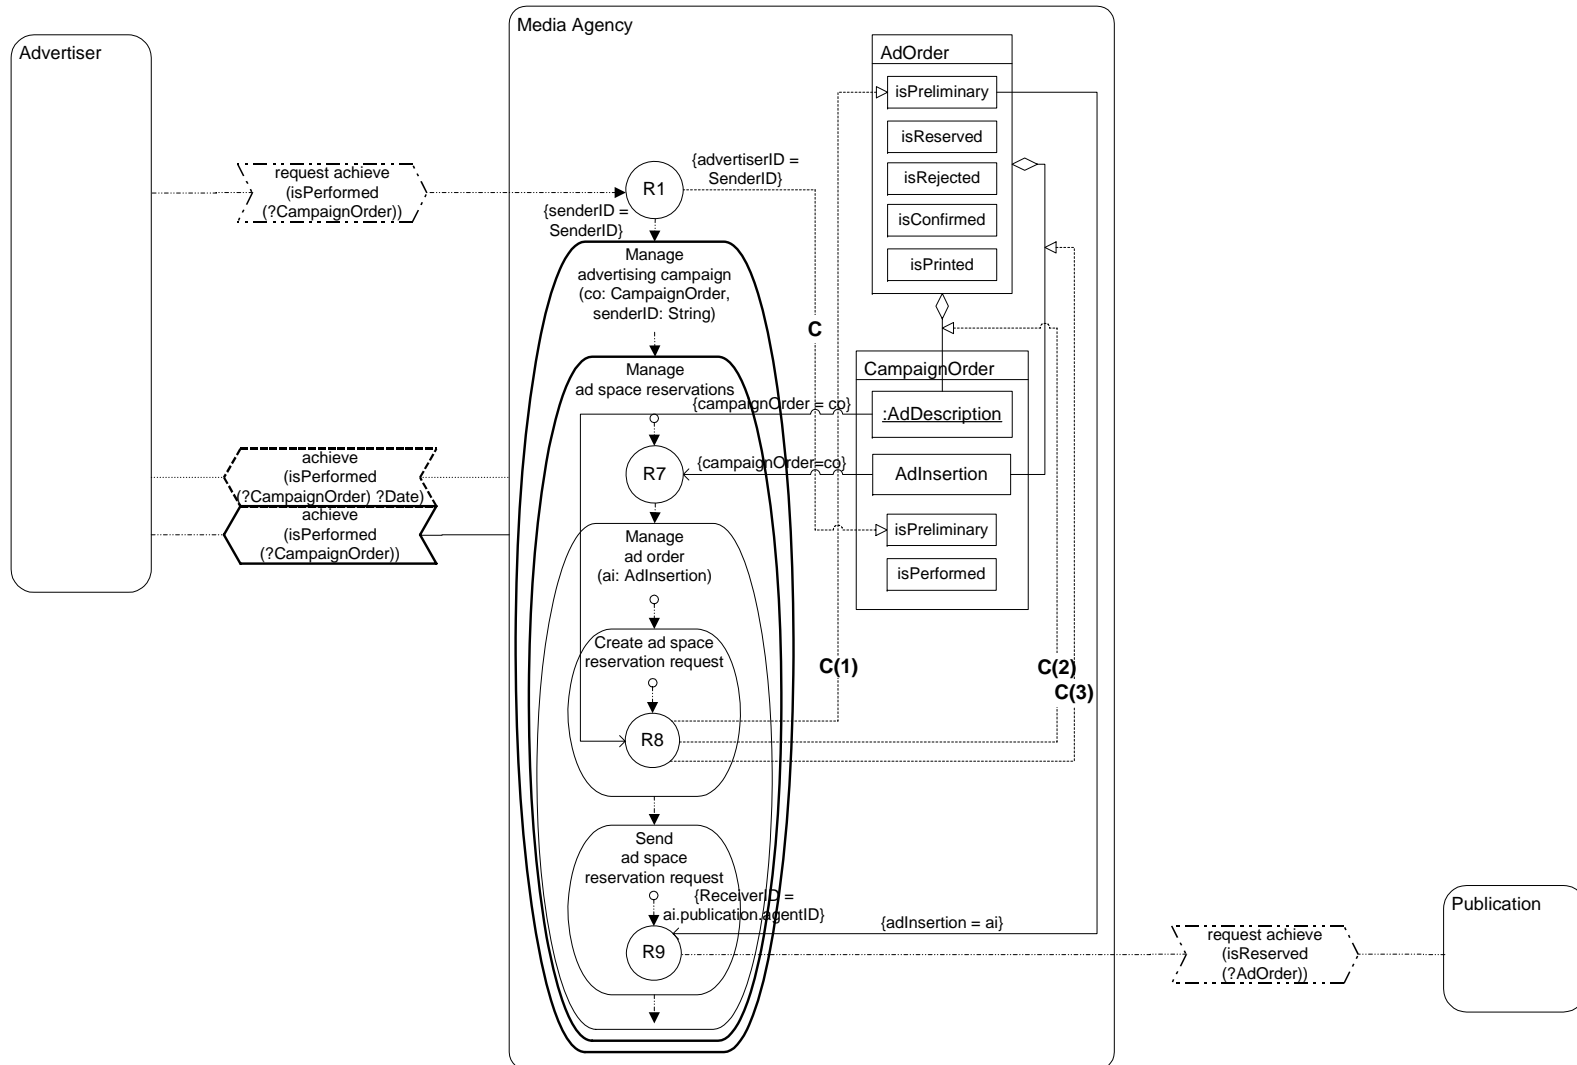 Media Agency
Advertiser
AdOrder
isPreliminary
isReserved
isRejected
isConfirmed
isPrinted
request achieve
(isPerformed
(?CampaignOrder))
R1
{advertiserID =
SenderID}
{senderID =
SenderID}
Manage
advertising campaign
(co: CampaignOrder,
senderID: String)
C
Manage
ad space reservations
CampaignOrder
{campaignOrder = co}
:AdDescription
R7
{campaignOrder=co}
AdInsertion
achieve
(isPerformed
(?CampaignOrder) ?Date)
achieve
(isPerformed
(?CampaignOrder))
isPreliminary
isPerformed
Manage
ad order
(ai: AdInsertion)
Create ad space
reservation request
C(1)
C(2)
C(3)
R8
Send
ad space
reservation request
{ReceiverID =
ai.publication.agentID}
{adInsertion = ai}
R9
request achieve
(isReserved
(?AdOrder))
Publication